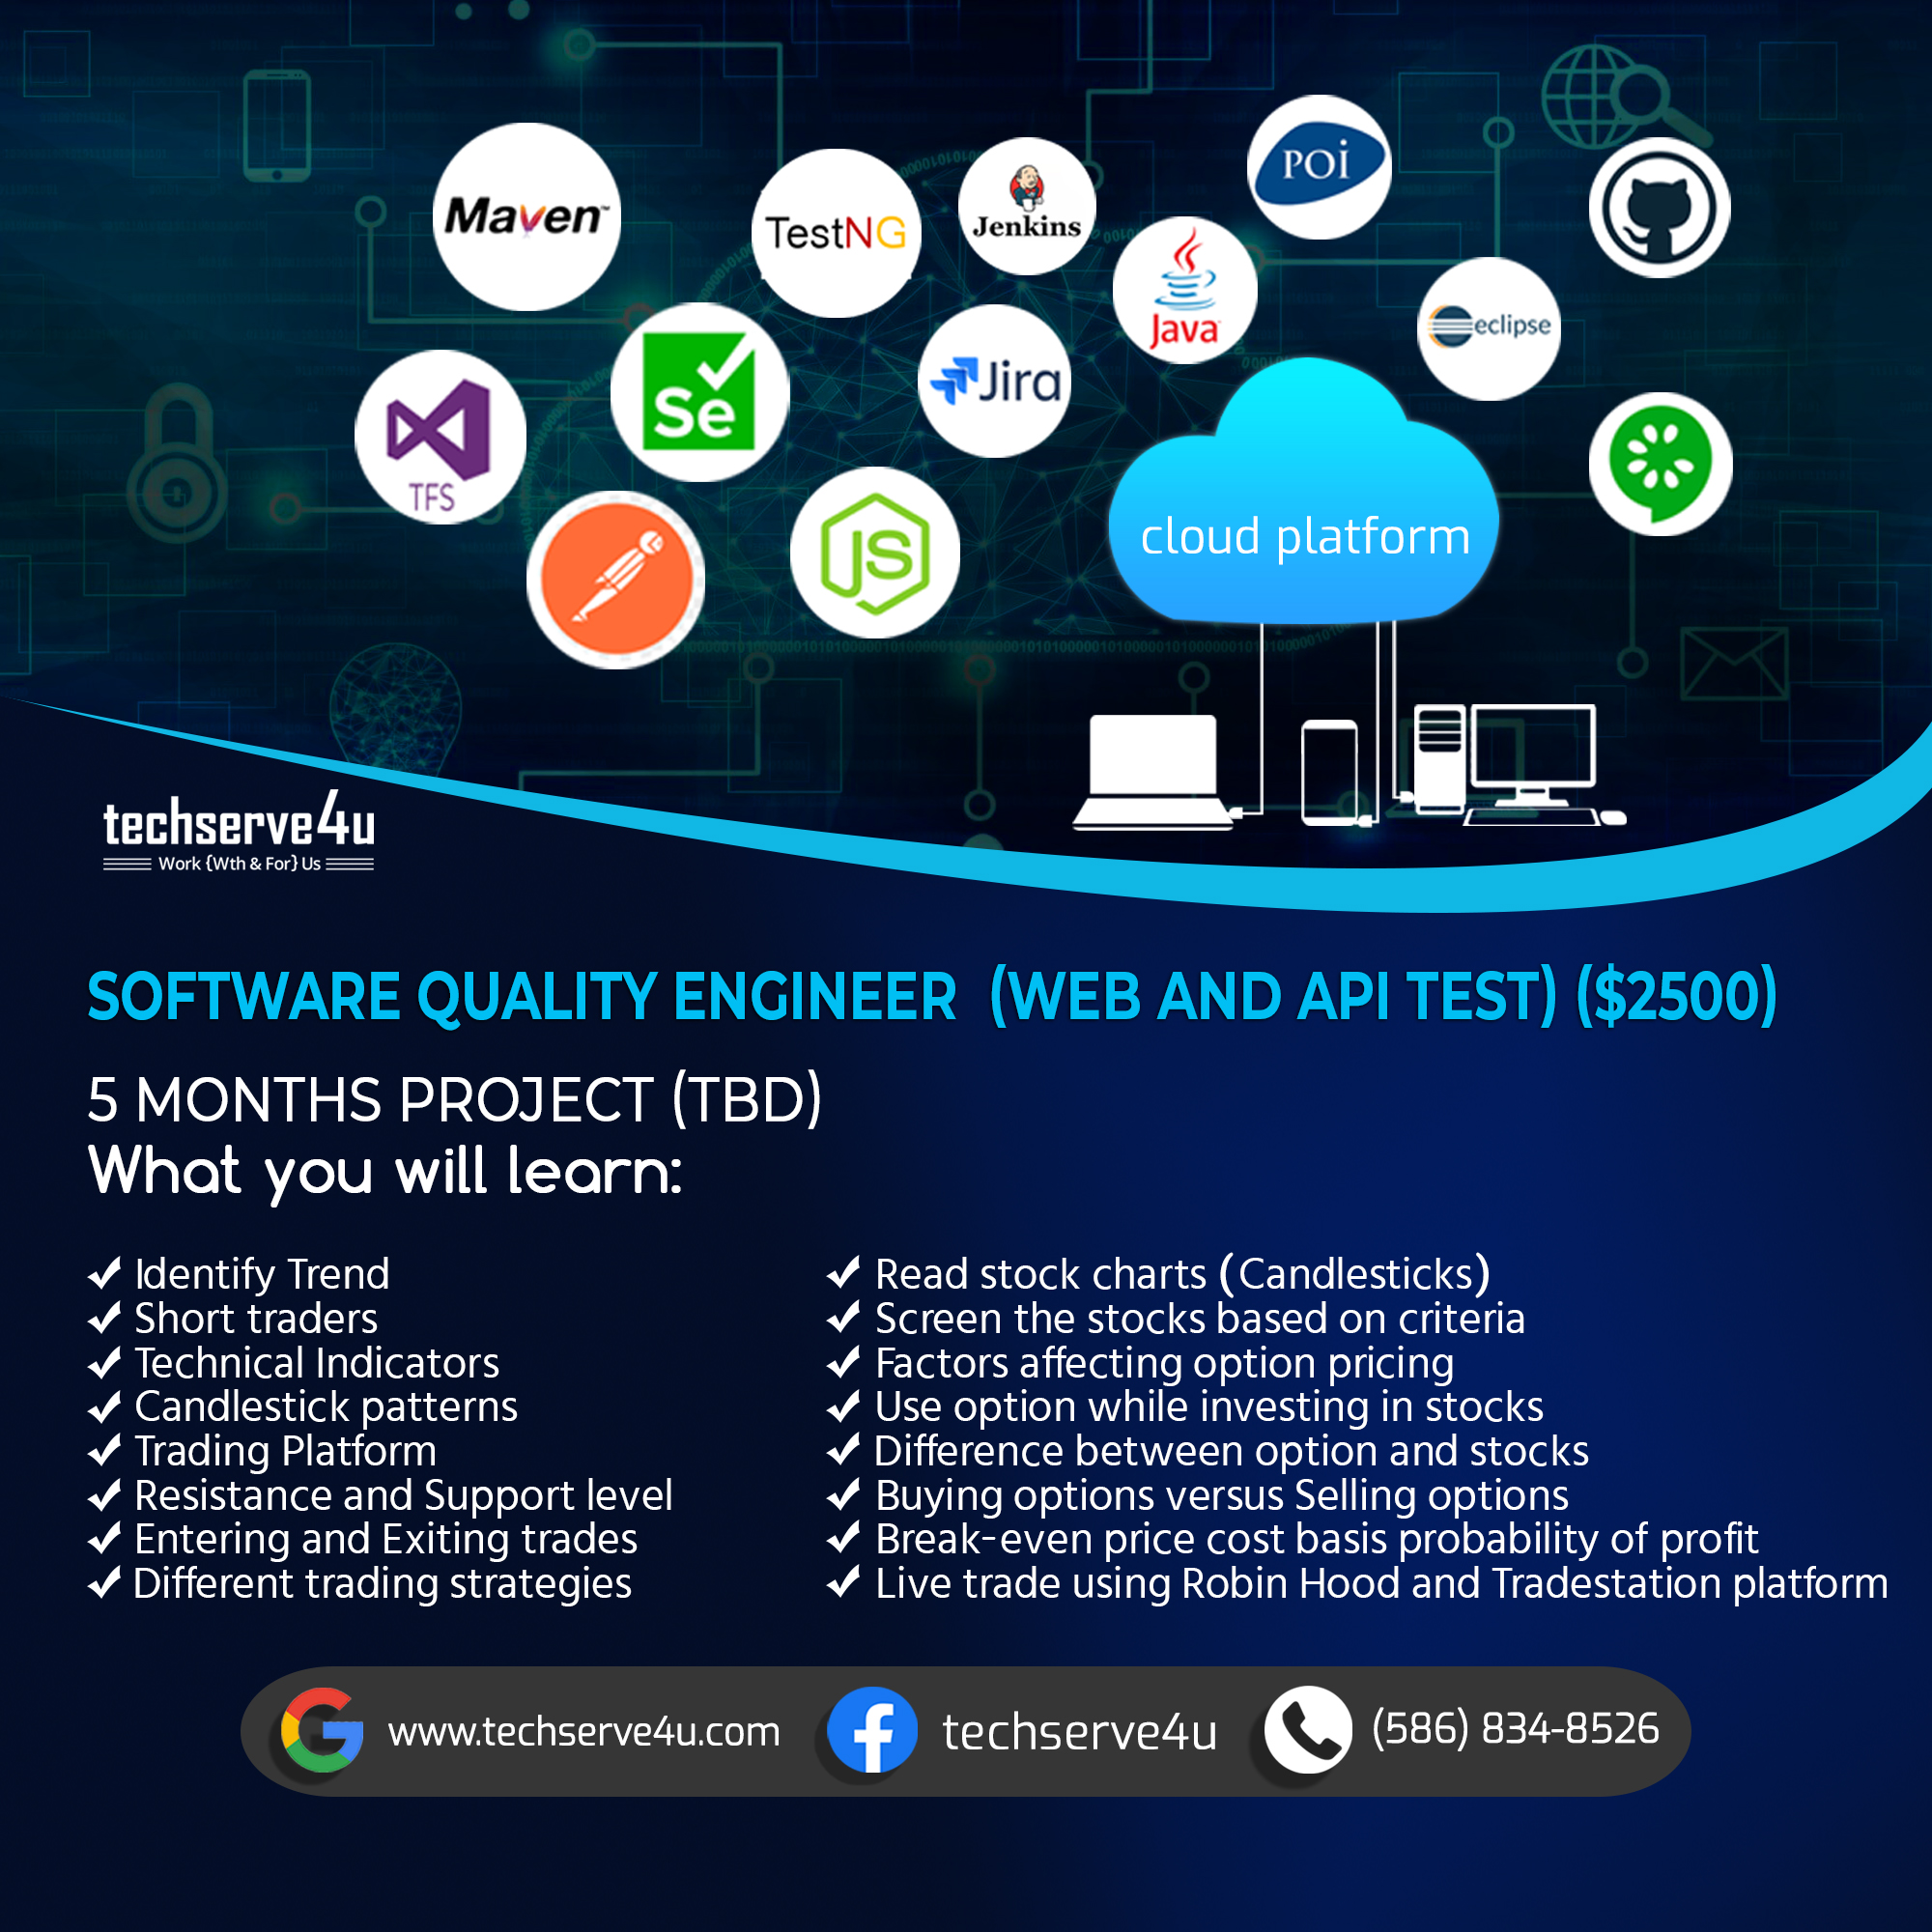 Maven™
TestNG
Jenkins
POi
Java
eclipse
Se
Jira
TFS
JS
cloud platform
techserve4u
Work {Wth & For} Us
SOFTWARE QUALITY ENGINEER (WEB AND API TEST) ($2500)
5 MONTHS PROJECT (TBD)
What you will learn:
Identify Trend
Short traders
Technical Indicators
Candlestick patterns
Trading Platform
Resistance and Support level
Entering and Exiting trades
Different trading strategies
Read stock charts (Candlesticks)
Screen the stocks based on criteria
Factors affecting option pricing
Use option while investing in stocks
Difference between option and stocks
Buying options versus Selling options
Break-even price cost basis probability of profit
Live trade using Robin Hood and Tradestation platform
www.techserve4u.com
techserve4u
(586) 834-8526